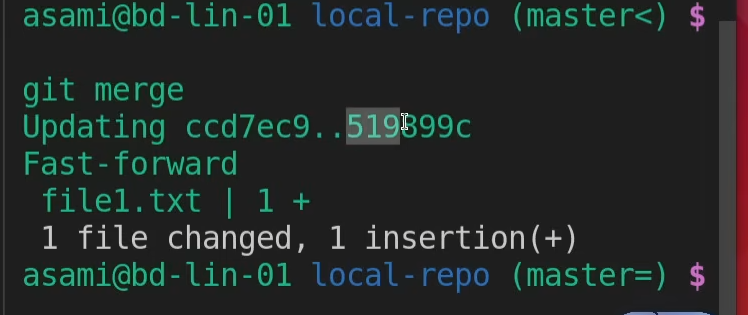 asami@bd-lin-01 local-repo (master<) $
git merge
Updating ccd7ec9..519899c
Fast-forward
file1.txt | 1 +
1 file changed, 1 insertion(+)
asami@bd-lin-01 local-repo (master=) $